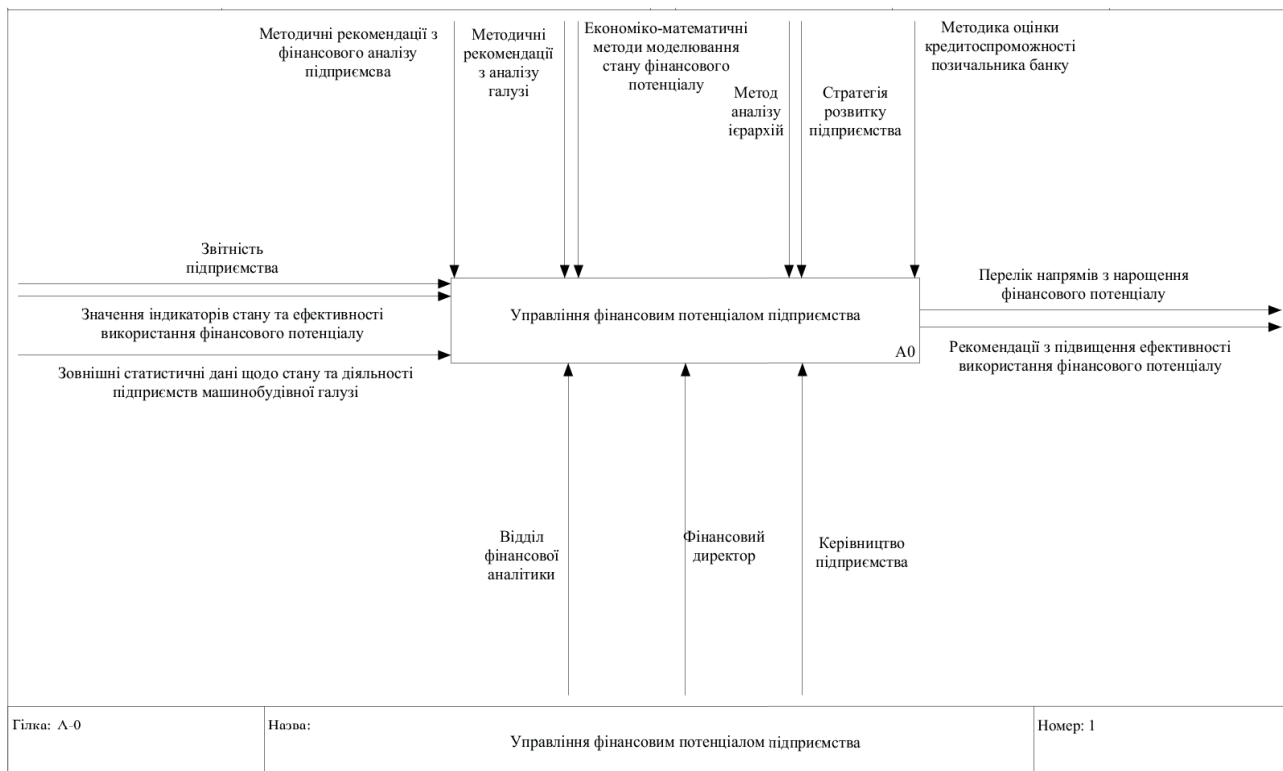 Методичні рекомендації з
фінансового аналізу
підприємсва
Методичні
рекомендації
з аналізу
галузі
Економіко-математичні
методи моделювання
стану фінансового
потенціалу
Метод
аналізу
ієрархій
Стратегія
розвитку
підприємства
Методика оцінки
кредитоспроможності
позичальника банку
Звітність
підприємства
Значення індикаторів стану та ефективності
використання фінансового потенціалу
Зовнішні статистичні дані щодо стану та діяльності
підприємств машинобудівної галузі
Управління фінансовим потенціалом підприємства
А0
Перелік напрямів з нарощення
фінансового потенціалу
Рекомендації з підвищення ефективності
використання фінансового потенціалу
Відділ
фінансової
аналітики
Фінансовий
директор
Керівництво
підприємства
Гілка: А-0
Назва:
Управління фінансовим потенціалом підприємства
Номер: 1